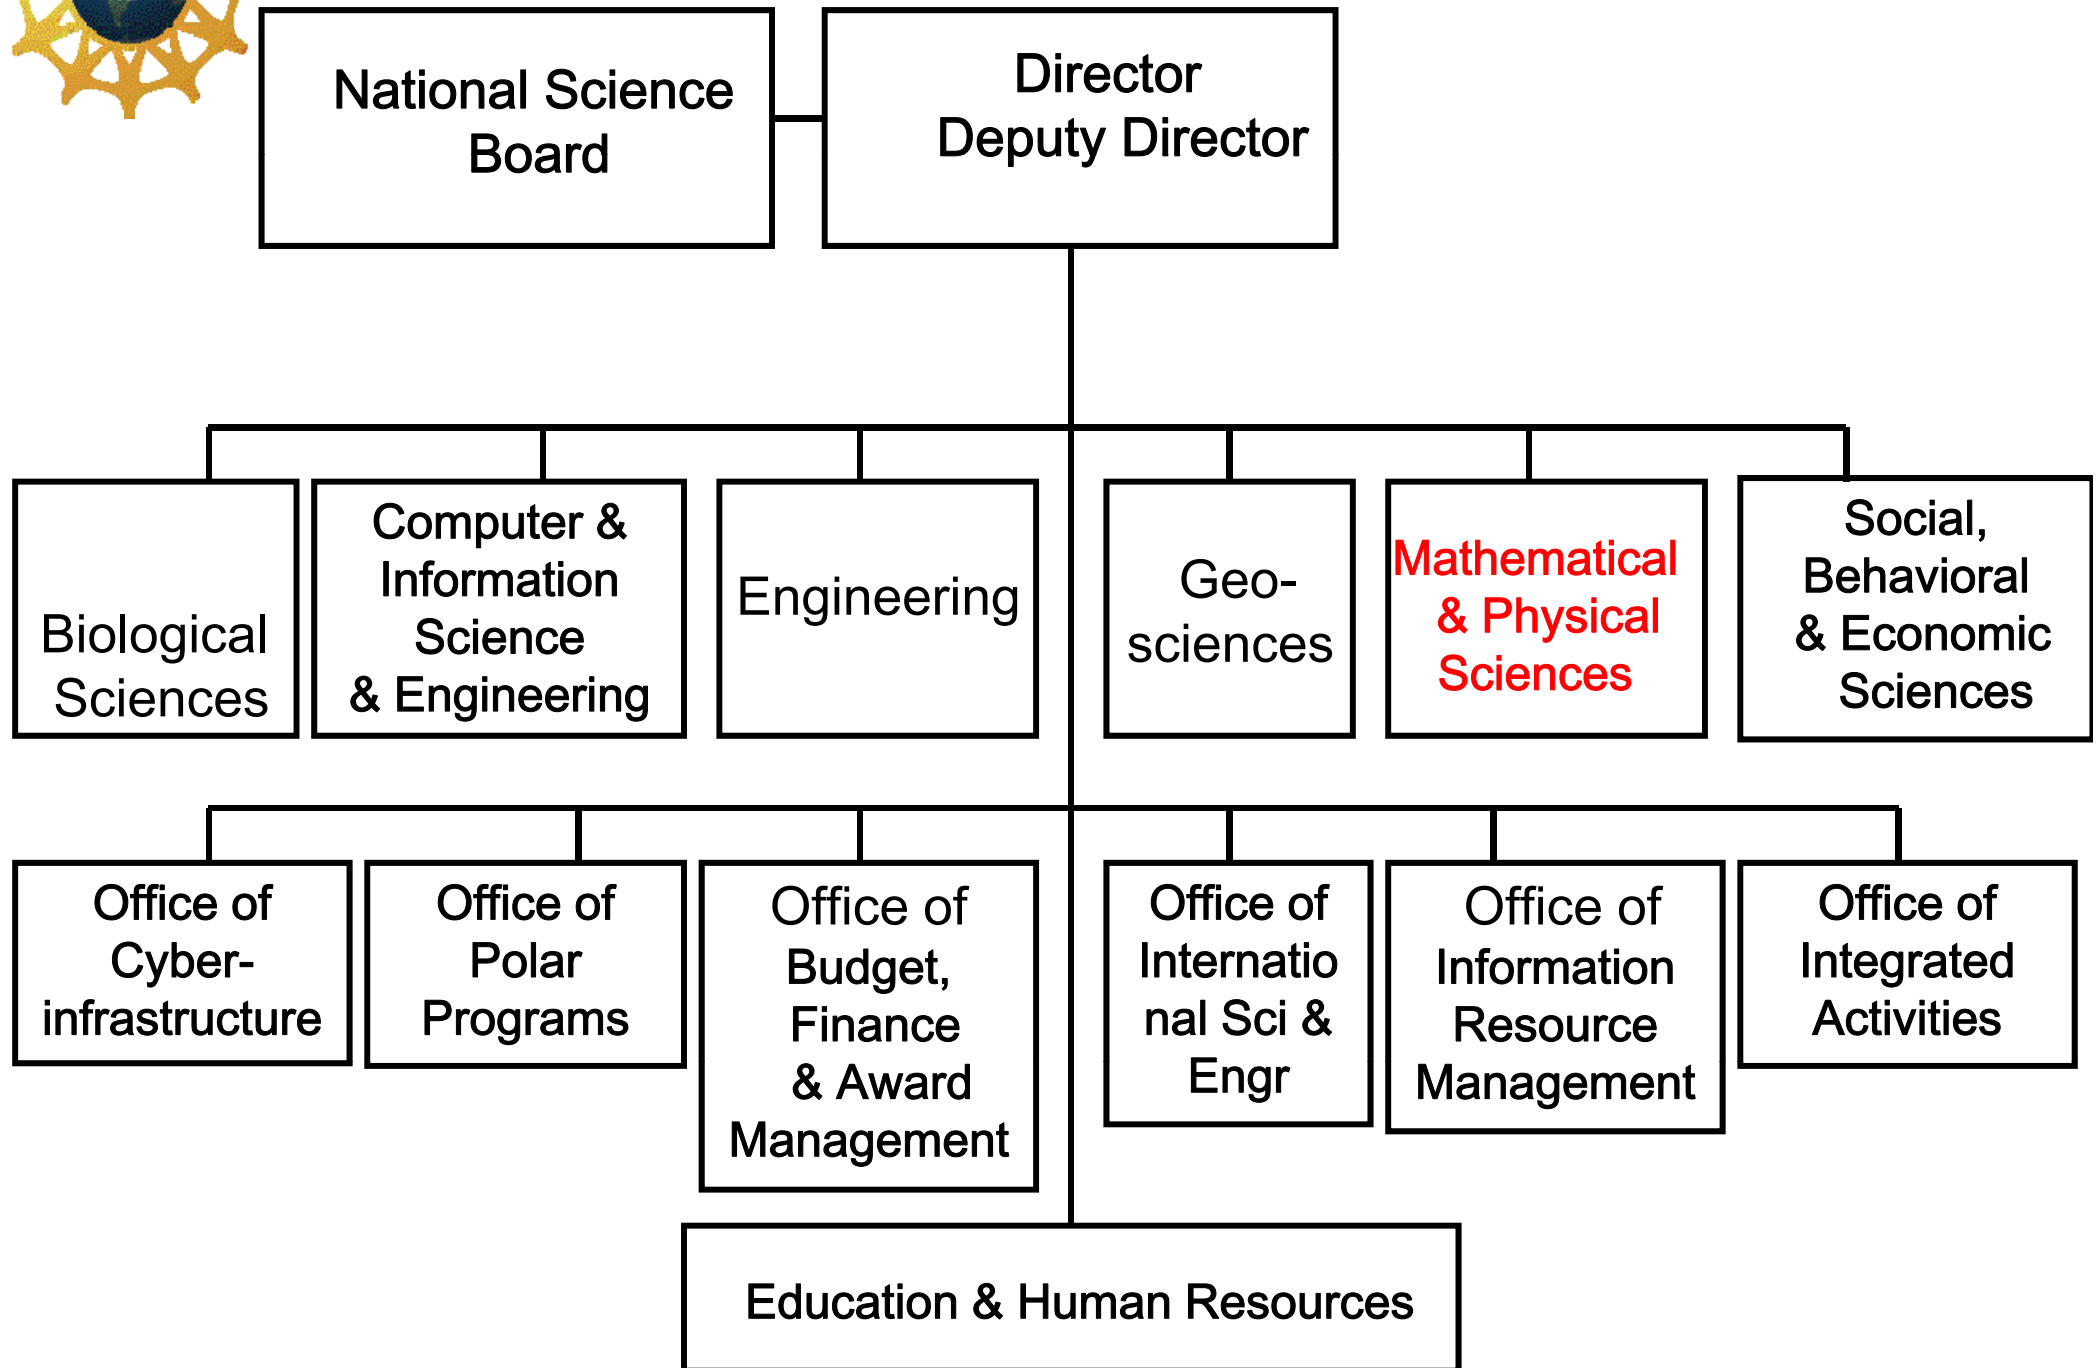 National Science
Board
Director
Deputy Director
Biological
Sciences
Computer &
Information
Science
& Engineering
Engineering
Geo-
sciences
Mathematical
& Physical
Sciences
Social,
Behavioral
& Economic
Sciences
Office of
Cyber-
infrastructure
Office of
Polar
Programs
Office of
Budget,
Finance
& Award
Management
Office of
Internatio
nal Sci &
Engr
Office of
Information
Resource
Management
Office of
Integrated
Activities
Education & Human Resources